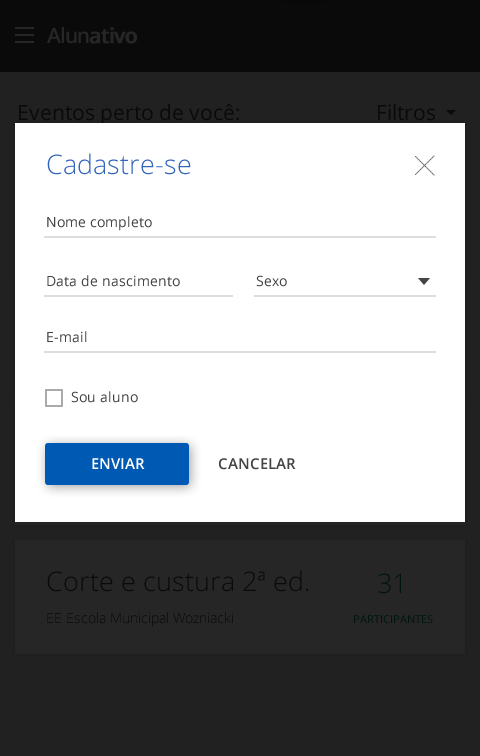 Alunativo
Eventos perto de você:
Filtros
Cadastre-se
Nome completo
Data de nascimento
Sexo
E-mail
Sou aluno
ENVIAR
CANCELAR
Corte e custura 2ª ed.
31
EE Escola Municipal Wozniacki
PARTICIPANTES